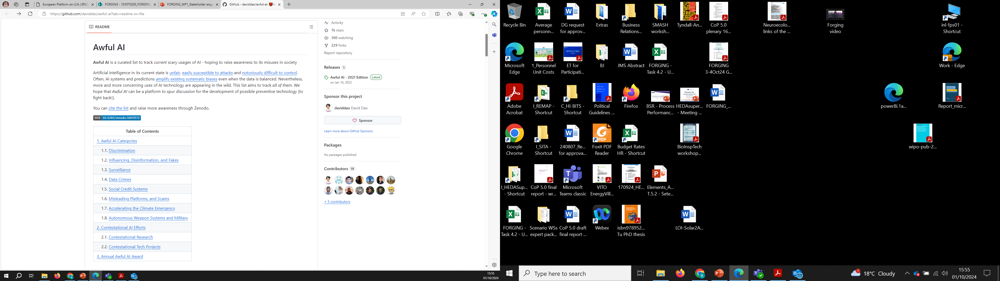 European Platform on LCA | EPLC
FORGING - 101070200_FORGING
FORGING_WP1_Stakeholder enga
GitHub - daviddao/awful-ai:
https://github.com/daviddao/awful-ai?tab=readme-ov-file
README
Awful AI
Awful AI is a curated list to track current scary usages of AI - hoping to raise awareness to its misuses in society
Artificial intelligence in its current state is unfair, easily susceptible to attacks and notoriously difficult to control.
Often, AI systems and predictions amplify existing systematic biases even when the data is balanced. Nevertheless,
more and more concerning uses of AI technology are appearing in the wild. This list aims to track all of them. We
hope that Awful AI can be a platform to spur discussion for the development of possible preventive technology (to
fight back!).
You can cite the list and raise more awareness through Zenodo.
DOI 10.5281/zenodo.5855972
Table of Contents
1. Awful AI Categories
1.1. Discrimination
1.2. Influencing, Disinformation, and Fakes
1.3. Surveillance
1.4. Data Crimes
1.5. Social Credit Systems
1.6. Misleading Platforms, and Scams
1.7. Accelerating the Climate Emergency
1.8. Autonomous Weapon Systems and Military
2. Contestational AI Efforts
2.1. Contestational Research
2.2. Contestational Tech Projects
3. Annual Awful AI Award
Activity
7k stars
300 watching
229 forks
Report repository
Releases 1
Awful AI - 2021 Edition Latest
on Jan 16, 2022
Sponsor this project
daviddao David Dao
Sponsor
Learn more about GitHub Sponsors
Packages
No packages published
Contributors 19
+ 5 contributors
15:55
01/10/2024
Recycle Bin
Average
personn...
DG request
for approv...
Extras
Business
Relations...
SMASH
worksh...
Tyndall-An...
CoP 5.0
plenary 16...
Neuroecolo...
links of the ...
Forging
video
inl-fps01 -
Shortcut
Microsoft
Edge
1_Personnel
Unit Costs
ET for
Participati...
BJ
JMS Abstract
FORGING -
Task 4.2 - U...
FORGING
3-4Oct24 G...
Work - Edge
Adobe
Acrobat
I_REMAP -
Shortcut
C_HI-BITS -
Shortcut
Political
Guidelines ...
Firefox
BSR - Process
Performanc...
HEDAsuper...
- Meeting ...
FORGING_...
powerBi.1a...
Report_micr...
Google
Chrome
I_SITA -
Shortcut
240807_Re...
for approva...
Foxit PDF
Reader
Budget Rates
HR - Shortcut
BioInspTech
workshop...
wipo-pub-2...
I_HEDASup...
- Shortcut
CoP 5.0 final
report - wr...
Microsoft
Teams classic
VITO
EnergyVill...
170924_HE...
Elements_A...
T.5.2 - Sete...
FORGING -
Task 4.2 - U...
Scenario WSs
expert pack...
CoP 5.0 draft
final report ...
Webex
isbn978952...
Tu PhD thesis
LOI-Solar2A...
Type here to search
18°C Cloudy
15:55
01/10/2024